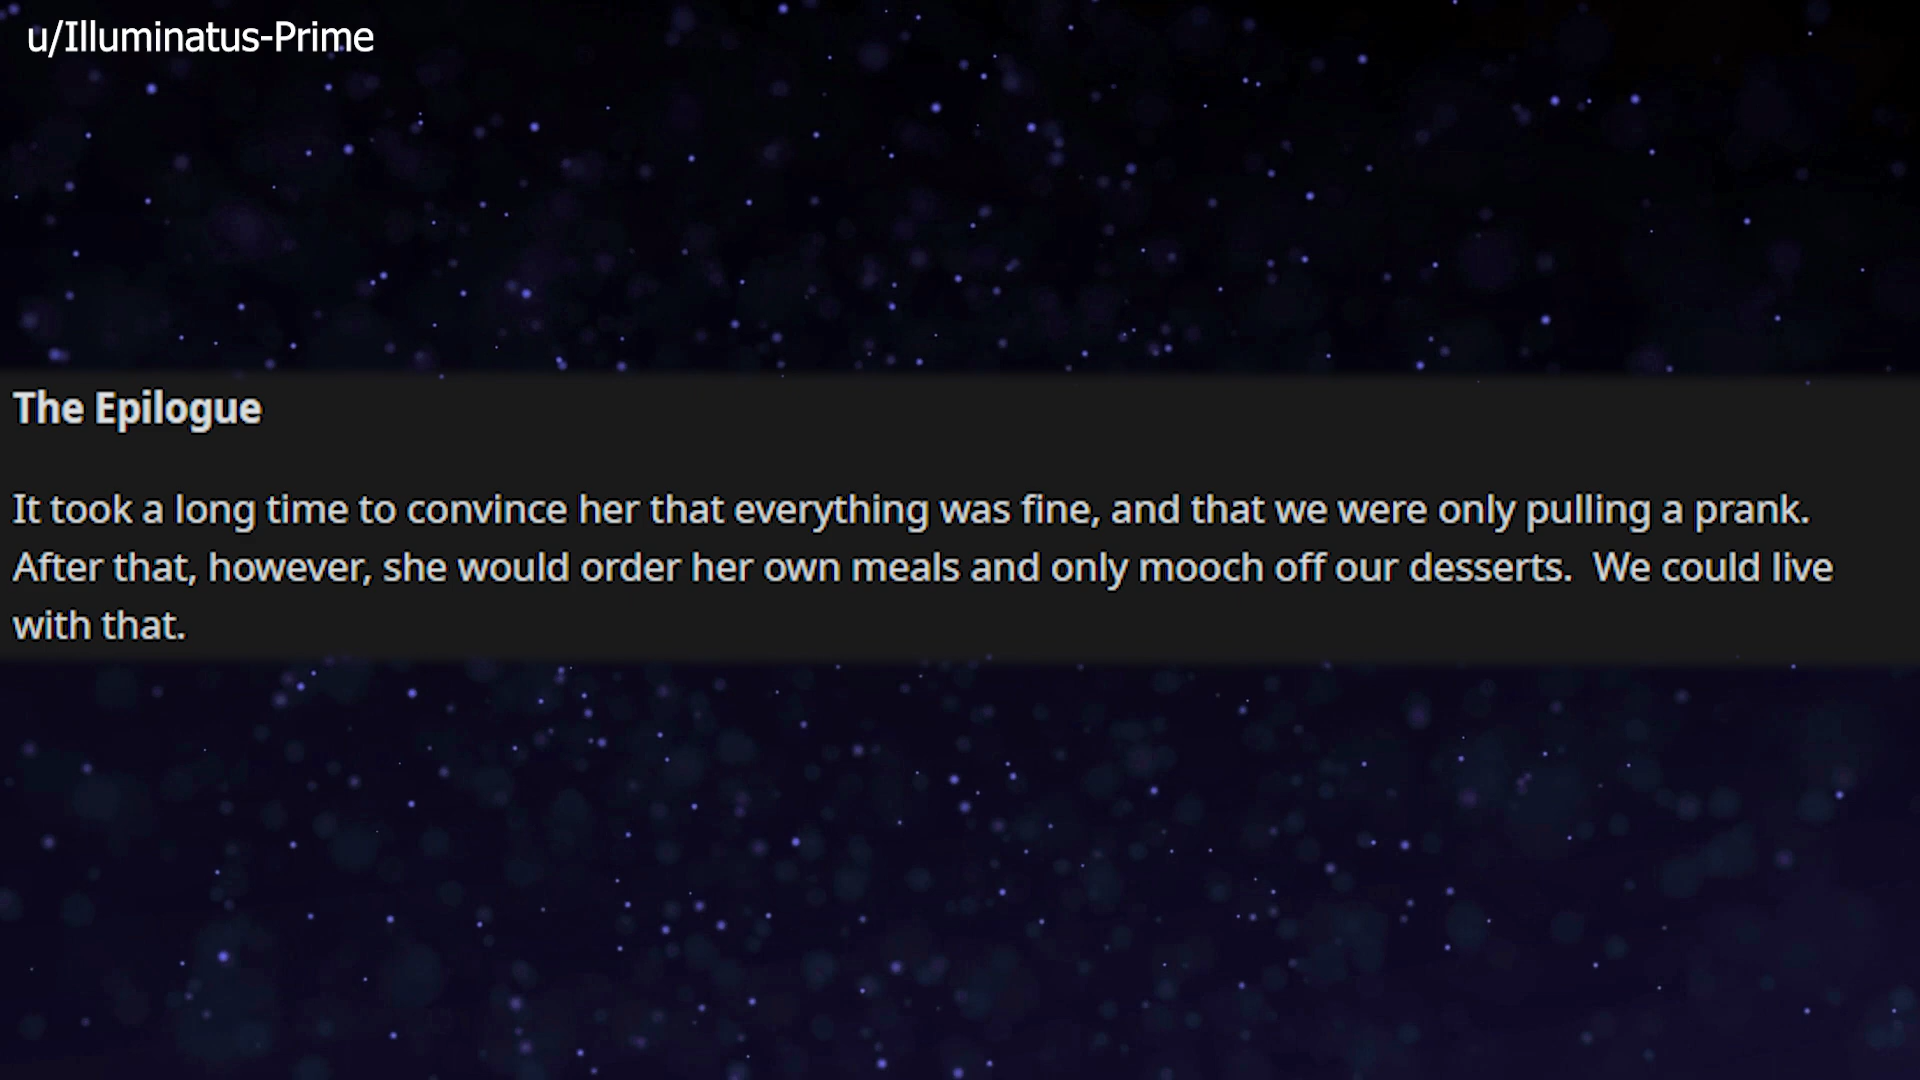 u/Illuminatus-Prime
The Epilogue
It took a long time to convince her that everything was fine, and that we were only pulling a prank.
After that, however, she would order her own meals and only mooch off our desserts.  We could live
with that.